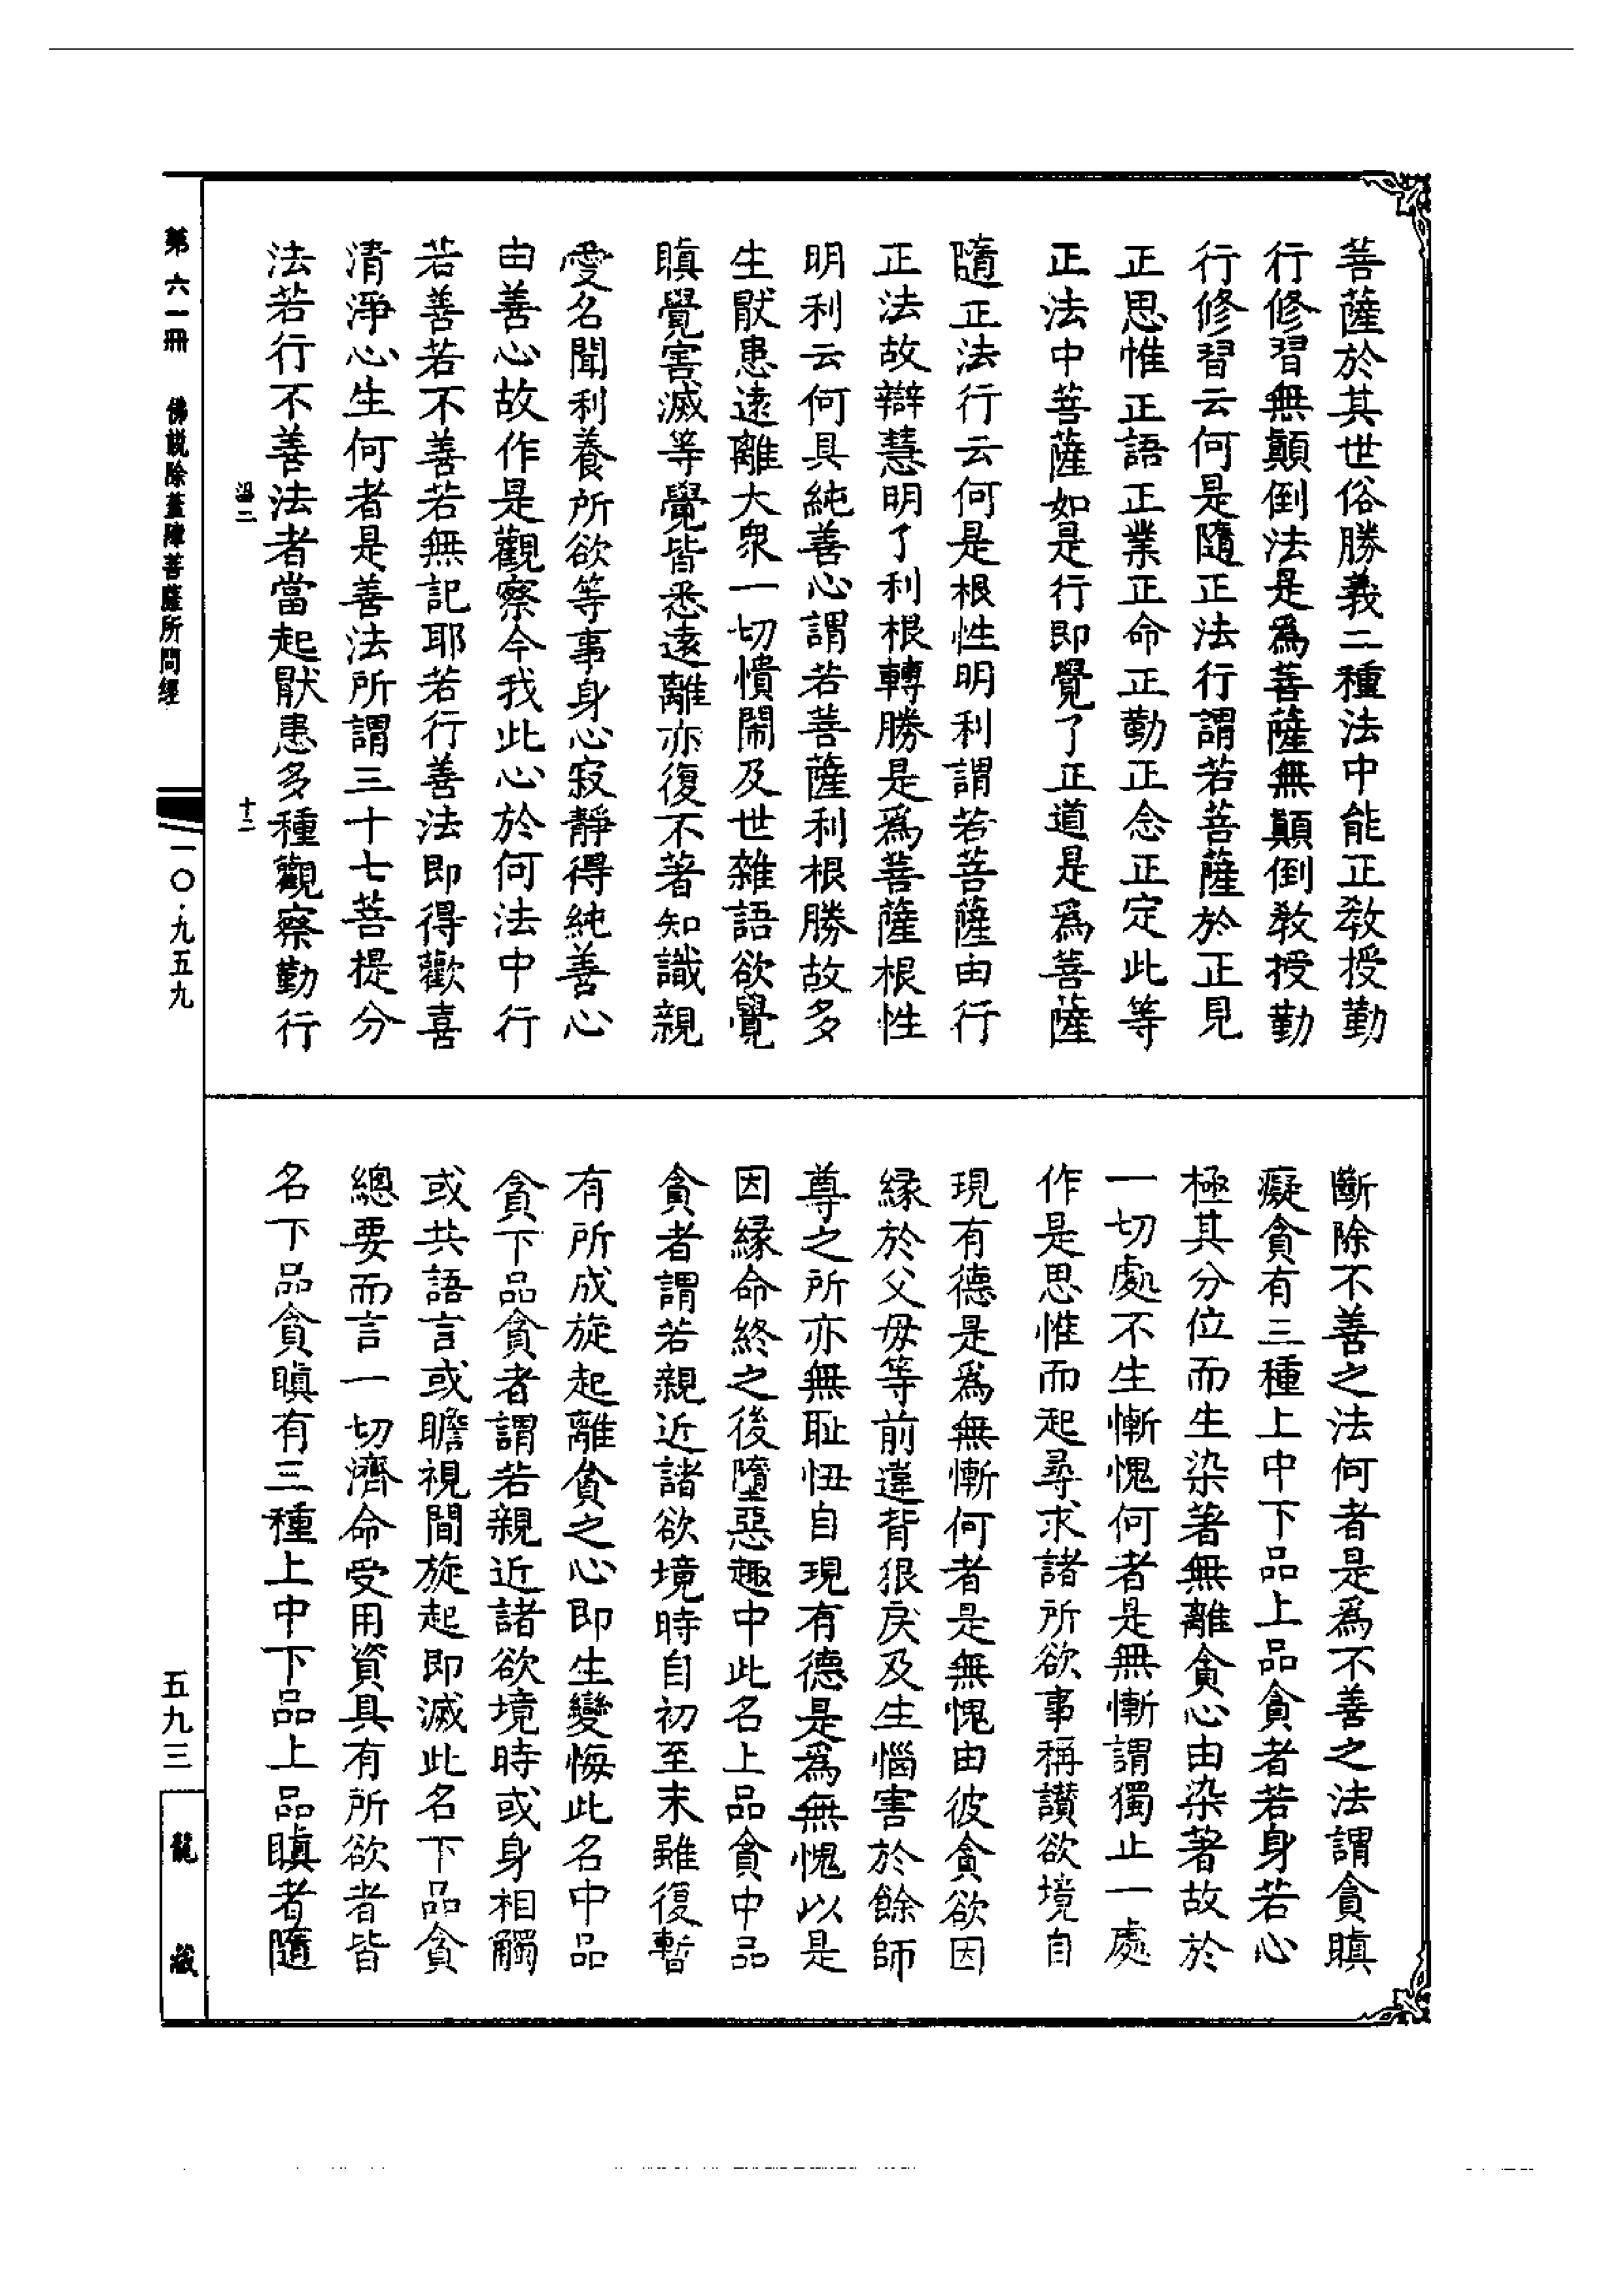 菩薩於其世俗勝義二種法中能正教授勤
行修習無顛倒法是為菩薩無顛倒教授勤
行修習云何是隨正法行謂若菩薩於正見
正思惟正語正業正命正勤正念正定此等
正法中菩薩如是行即覺了正道是為菩薩
隨正法行云何是根性明利謂若菩薩由行
正法故辯慧明了利根轉勝是為菩薩根性
明利云何具純善心謂若菩薩利根勝故多
生厭患遠離大衆一切憒閙及世雜語欲覺
瞋覺害滅等覺皆悉遠離亦復不著知識親
愛名聞利養所欲等事身心寂靜得純善心
由善心故作是觀察今我此心於何法中行
若善若不善若無記耶若行善法即得歡喜
清淨心生何者是善法所謂三十七菩提分
法若行不善法者當起厭患多種觀察勤行
斷除不善之法何者是為不善之法謂貪瞋
癡貪有三種上中下品上品貪者若身若心
極其分位而生染著無離貪心由染著故於
一切處不生慚愧何者是無慚謂獨止一處
作是思惟而起尋求諸所欲事稱讚欲境自
現有德是為無慚何者是無愧由彼貪欲因
緣於父母等前違背狠戾及生惱害於餘師
尊之所亦無恥忸自現有德是為無愧以是
因緣命終之後墮惡趣中此名上品貪中品
貪者謂若親近諸欲境時自初至末雖復暫
有所成旋起離貪之心即生變悔此名中品
貪下品貪者謂若親近諸欲境時或身相觸
或共語言或瞻視間旋起即滅此名下品貪
總要而言一切濟命受用資具有所欲者皆
名下品貪瞋有三種上中下品上品瞋者隨
第六一冊 佛説除蓋障菩薩所問經
一〇·九五九
十二
五九三
龍藏